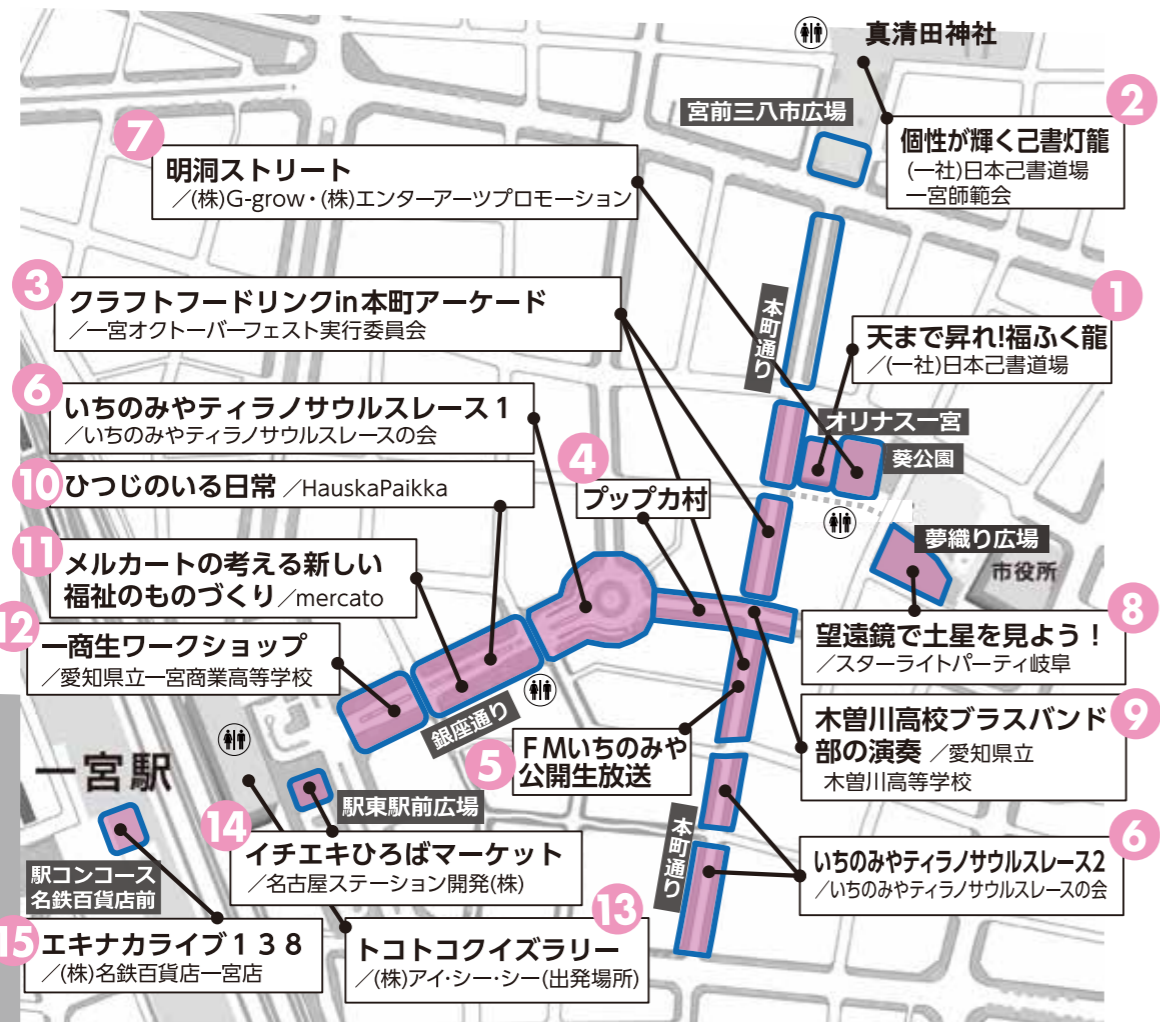 真清田神社
2
宮前三八市広場
個性が輝く己書灯籠
(一社)日本己書道場
一宮師範会
7
明洞ストリート
／(株)G-grow・(株)エンターアーツプロモーション
3
クラフトフードリンクin本町アーケード
／一宮オクトーバーフェスト実行委員会
本町通り
1
天まで昇れ!福ふく龍
／(一社)日本己書道場
6
いちのみやティラノサウルスレース1
／いちのみやティラノサウルスレースの会
オリナス一宮
葵公園
10
ひつじのいる日常 ／HauskaPaikka
4
プップカ村
11
メルカートの考える新しい
福祉のものづくり／mercato
夢織り広場
市役所
12
一商生ワークショップ
／愛知県立一宮商業高等学校
8
望遠鏡で土星を見よう！
／スターライトパーティ岐阜
銀座通り
5
ＦＭいちのみや
公開生放送
9
木曽川高校ブラスバンド
部の演奏 ／愛知県立
木曽川高等学校
一宮駅
駅東駅前広場
14
イチエキひろばマーケット
／名古屋ステーション開発(株)
本町通り
6
いちのみやティラノサウルスレース2
／いちのみやティラノサウルスレースの会
駅コンコース
名鉄百貨店前
15
エキナカライブ１３８
／(株)名鉄百貨店一宮店
13
トコトコクイズラリー
／(株)アイ・シー・シー(出発場所)